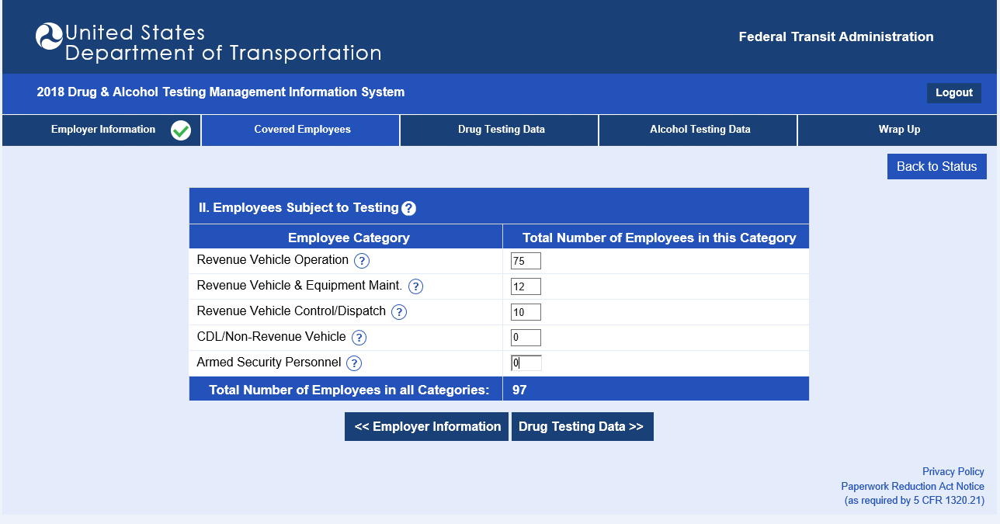 United States
Department of Transportation
Federal Transit Administration
2018 Drug & Alcohol Testing Management Information System
Logout
Employer Information
Covered Employees
Drug Testing Data
Alcohol Testing Data
Wrap Up
Back to Status
II. Employees Subject to Testing ?
Employee Category
Total Number of Employees in this Category
Revenue Vehicle Operation ?
75
Revenue Vehicle & Equipment Maint. ?
12
Revenue Vehicle Control/Dispatch ?
10
CDL/Non-Revenue Vehicle ?
0
Armed Security Personnel ?
0
Total Number of Employees in all Categories:
97
<< Employer Information
Drug Testing Data >>
Privacy Policy
Paperwork Reduction Act Notice
(as required by 5 CFR 1320.21)